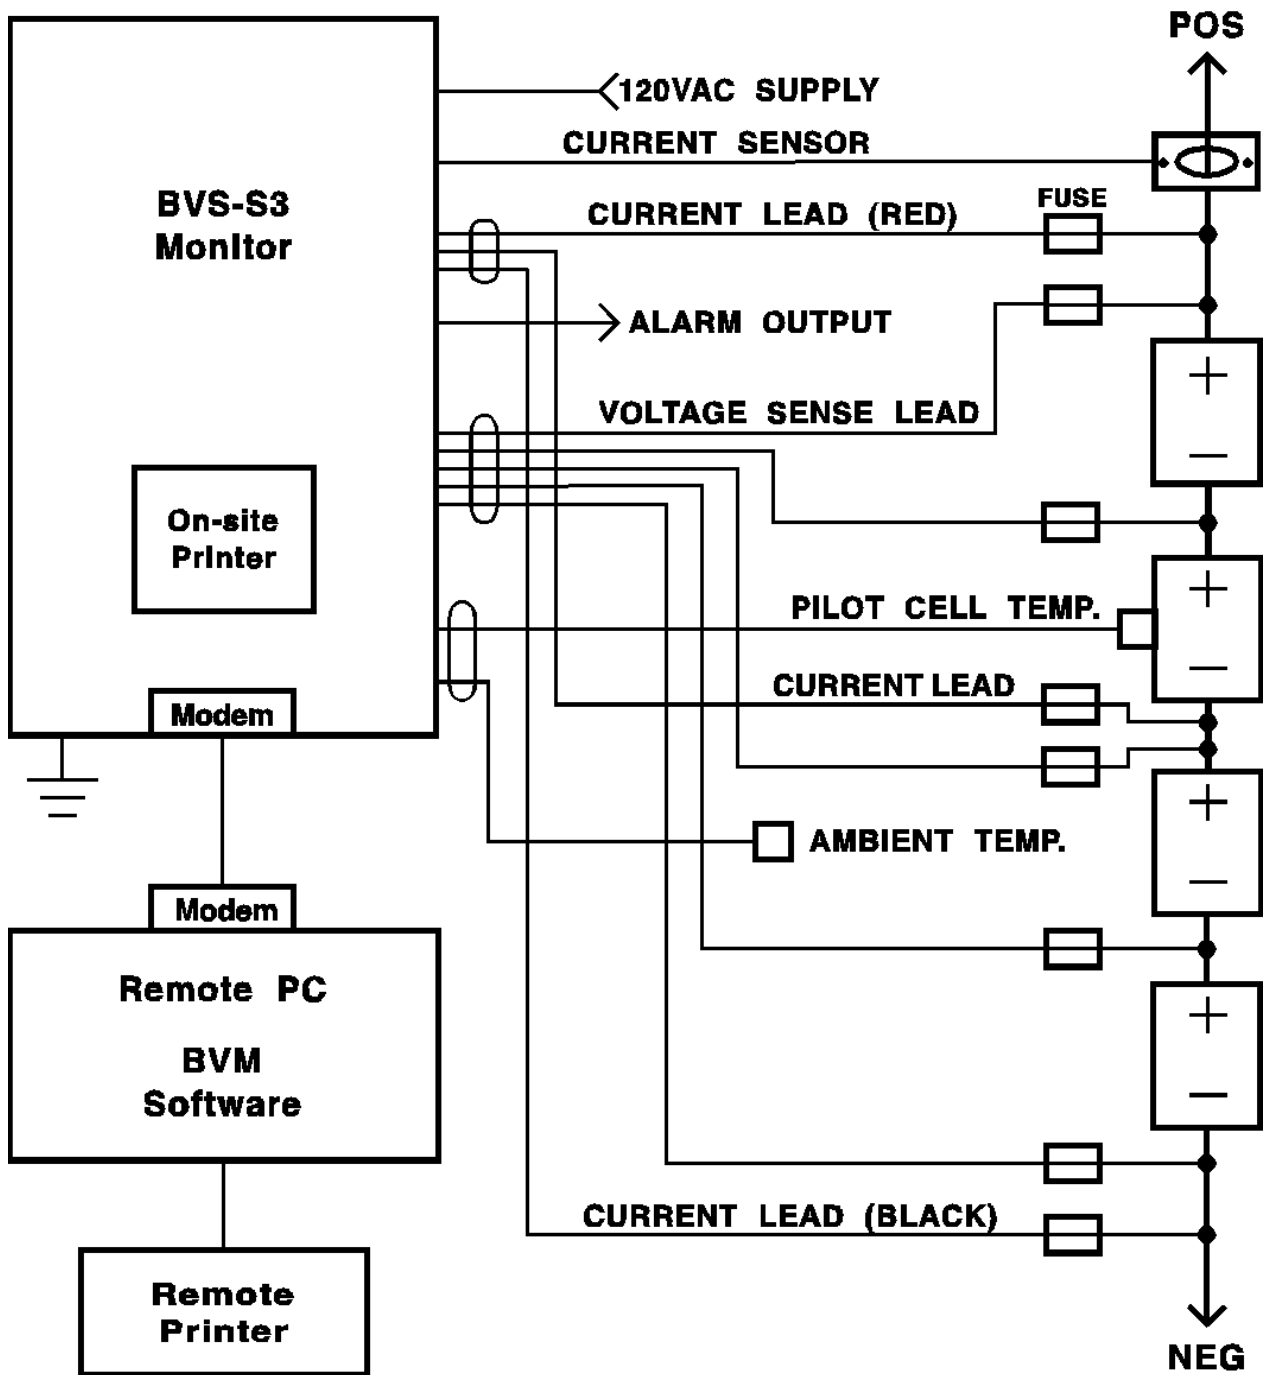 POS
120VAC SUPPLY
CURRENT SENSOR
BVS-S3
Monitor
FUSE
CURRENT LEAD (RED)
ALARM OUTPUT
+
VOLTAGE SENSE LEAD
−
On-site
Printer
+
PILOT CELL TEMP.
−
CURRENT LEAD
Modem
+
AMBIENT TEMP.
−
Modem
Remote PC
+
BVM
Software
−
CURRENT LEAD (BLACK)
Remote
Printer
NEG